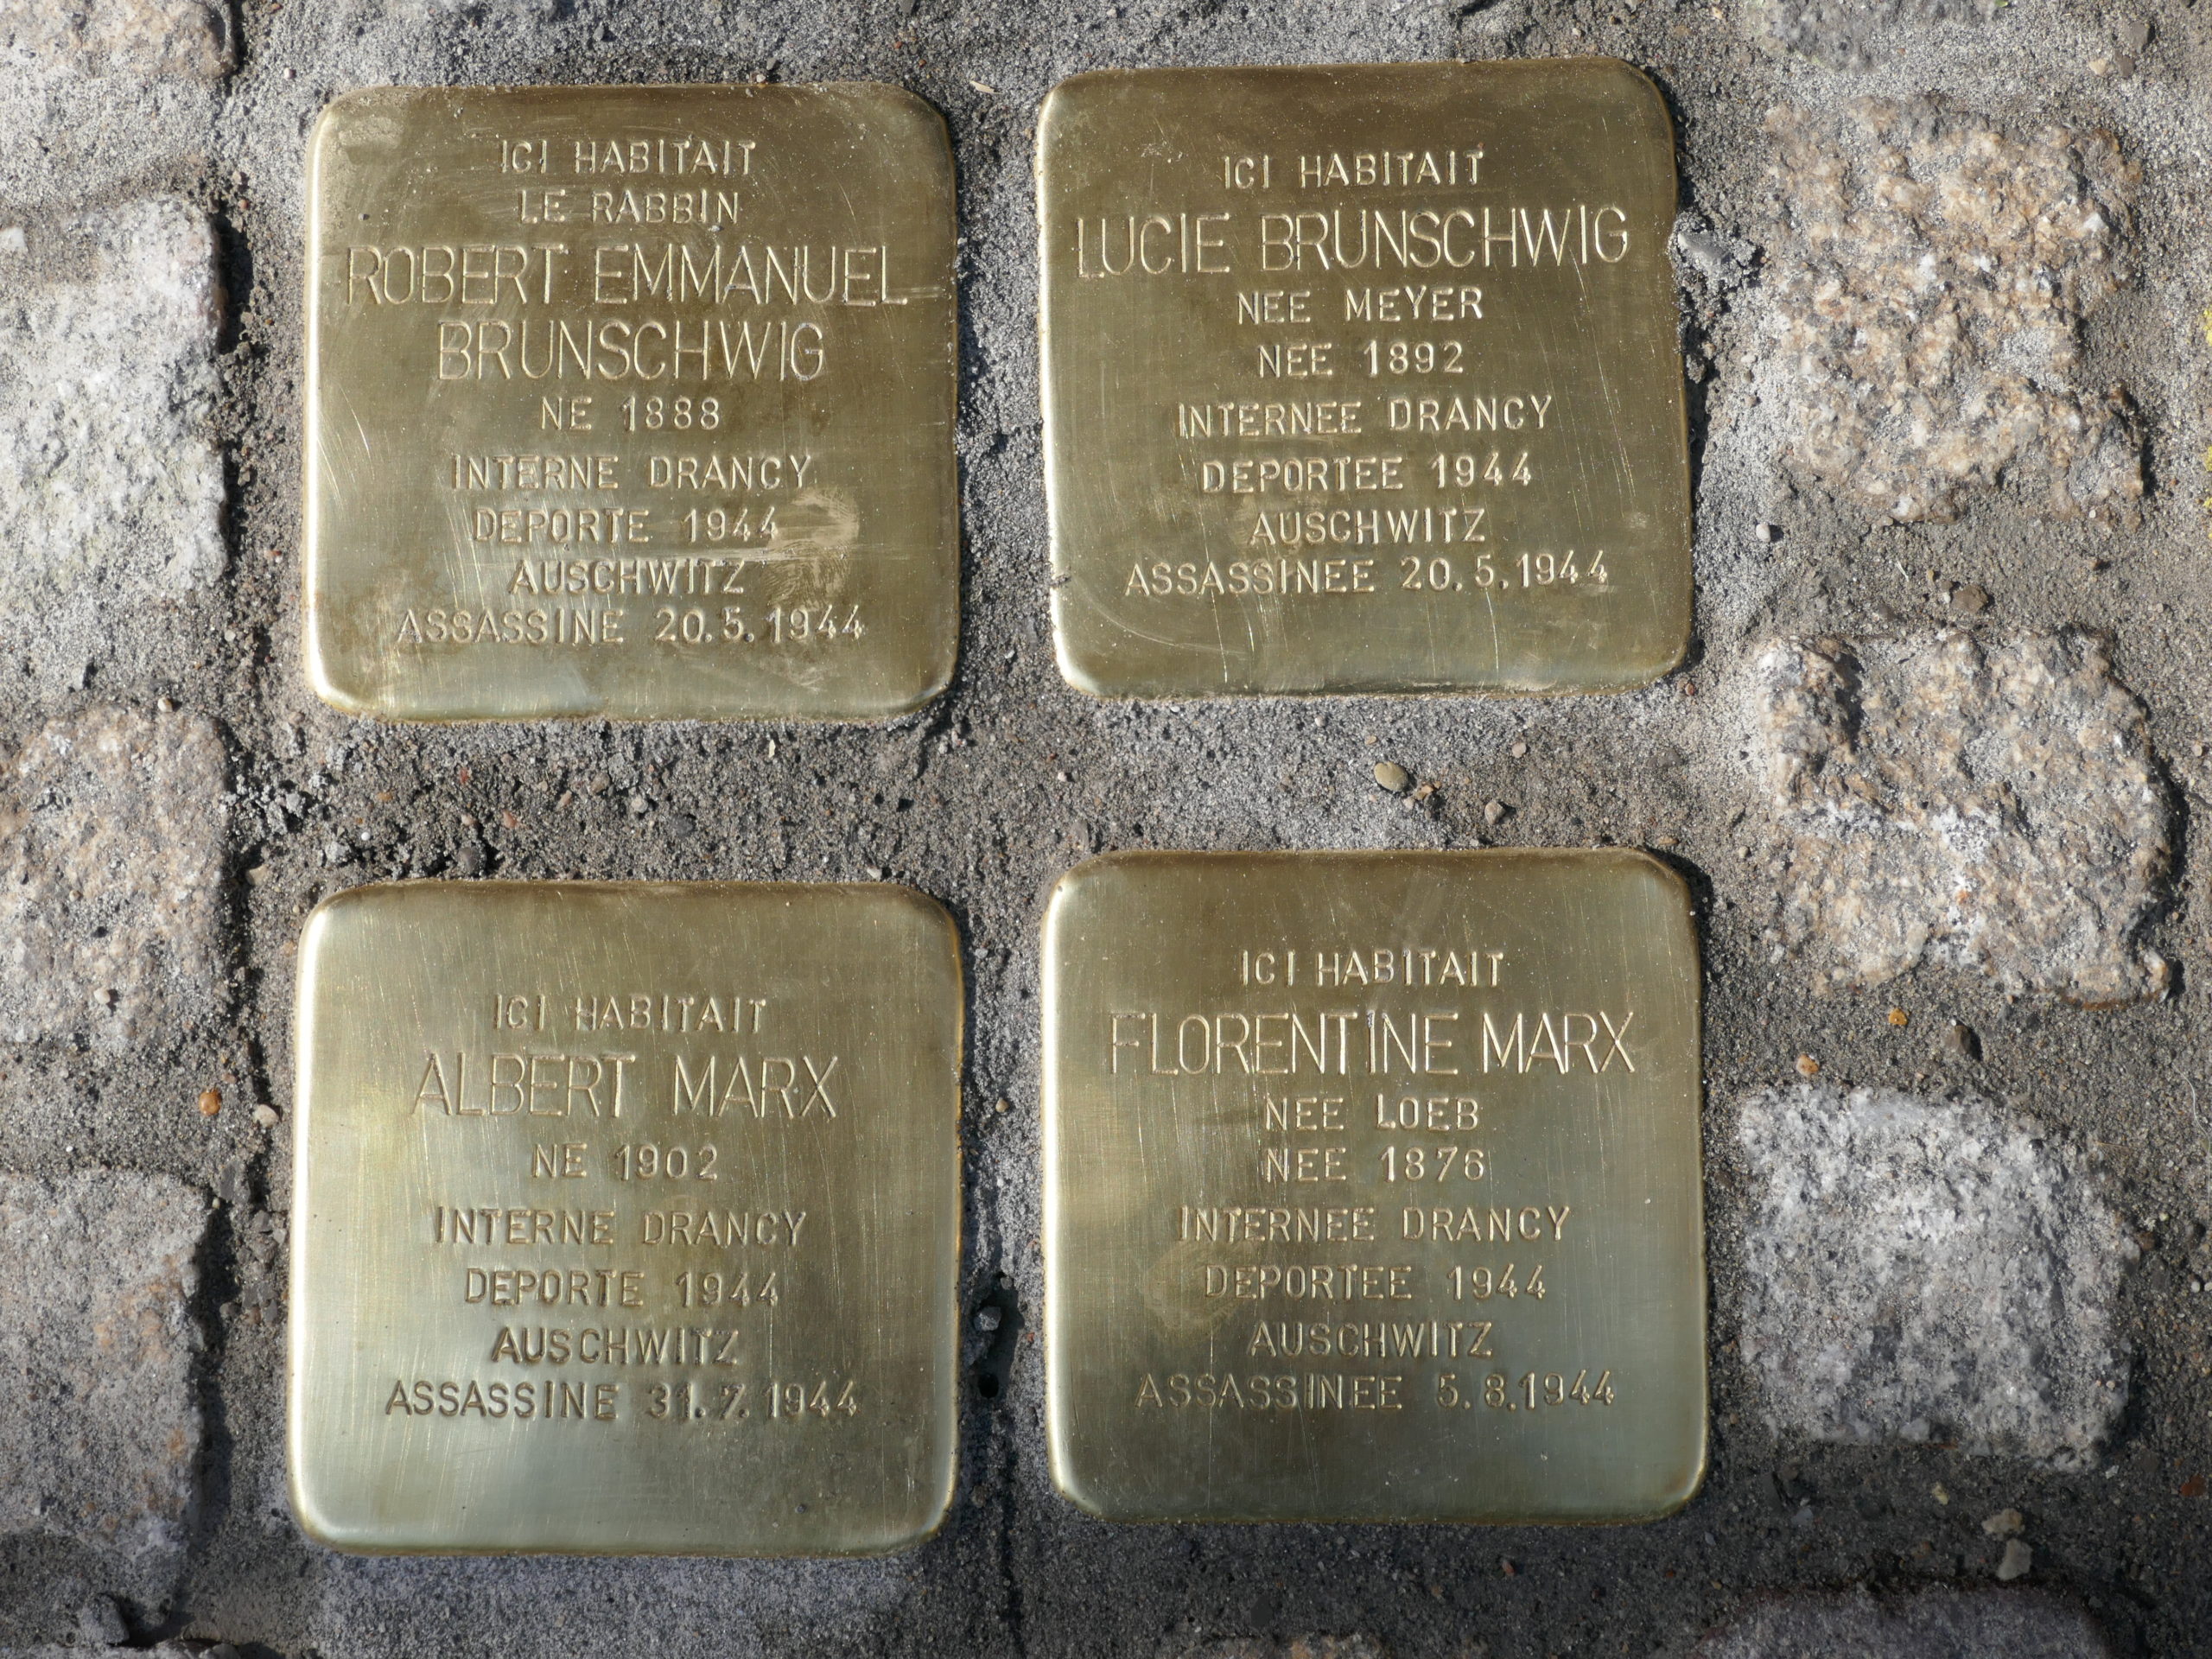 ICI HABITAIT
LE RABBIN
ROBERT EMMANUEL
BRUNSCHWIG
NE 1888
INTERNE DRANCY
DEPORTE 1944
AUSCHWITZ
ASSASSINE 20.5.1944
ICI HABITAIT
LUCIE BRUNSCHWIG
NEE MEYER
NEE 1892
INTERNEE DRANCY
DEPORTEE 1944
AUSCHWITZ
ASSASSINEE 20.5.1944
ICI HABITAIT
ALBERT MARX
NE 1902
INTERNE DRANCY
DEPORTE 1944
AUSCHWITZ
ASSASSINE 31.7.1944
ICI HABITAIT
FLORENTINE MARX
NEE LOEB
NEE 1876
INTERNEE DRANCY
DEPORTEE 1944
AUSCHWITZ
ASSASSINEE 5.8.1944